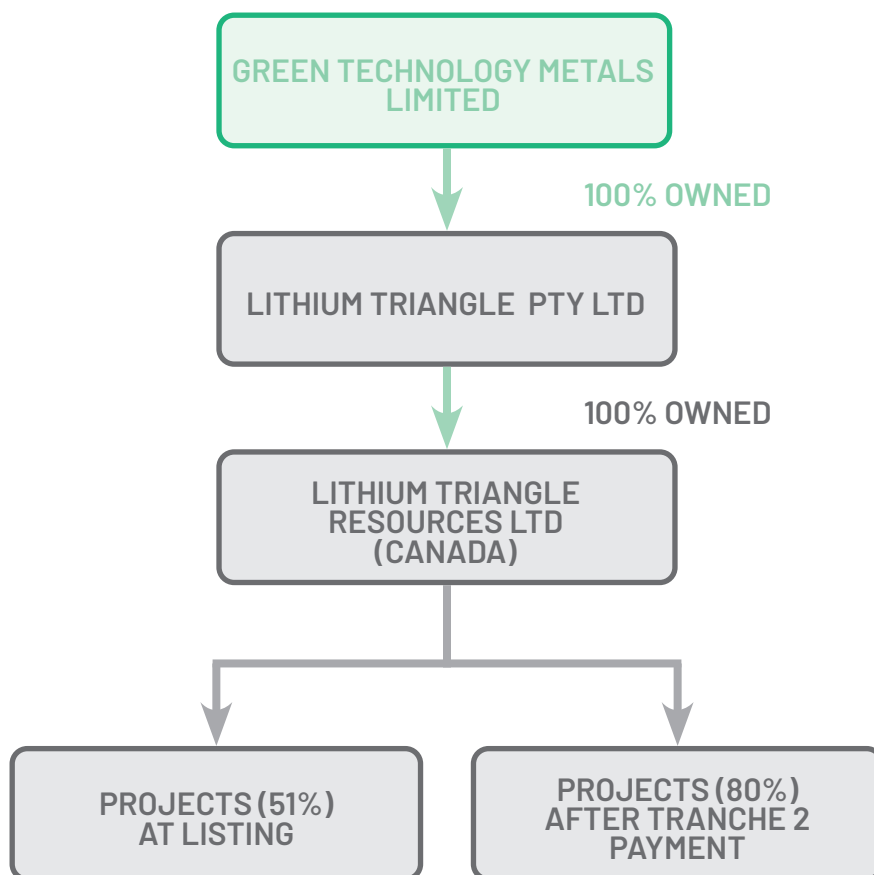 GREEN TECHNOLOGY METALS
LIMITED
100% OWNED
LITHIUM TRIANGLE PTY LTD
100% OWNED
LITHIUM TRIANGLE
RESOURCES LTD
(CANADA)
PROJECTS (51%)
AT LISTING
PROJECTS (80%)
AFTER TRANCHE 2
PAYMENT